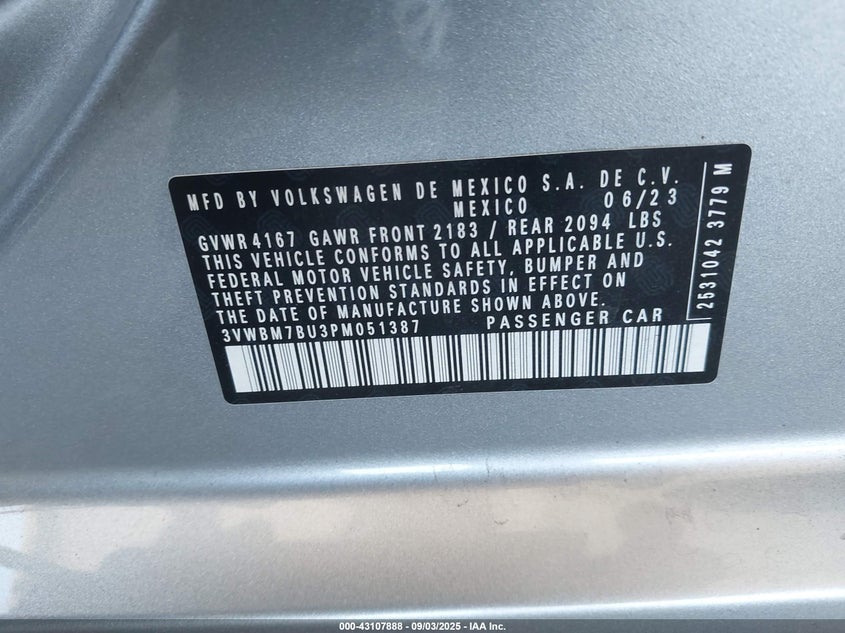 MFD BY VOLKSWAGEN DE MEXICO S.A. DE C.V.
MEXICO 06/23
GVWR 4167 GAWR FRONT 2183 / REAR 2094 LBS
THIS VEHICLE CONFORMS TO ALL APPLICABLE U.S.
FEDERAL MOTOR VEHICLE SAFETY, BUMPER AND
THEFT PREVENTION STANDARDS IN EFFECT ON
THE DATE OF MANUFACTURE SHOWN ABOVE.
3VWBM7BU3PM051387 PASSENGER CAR
2531042 3779 M
000-43107888 - 09/03/2025 - IAA Inc.